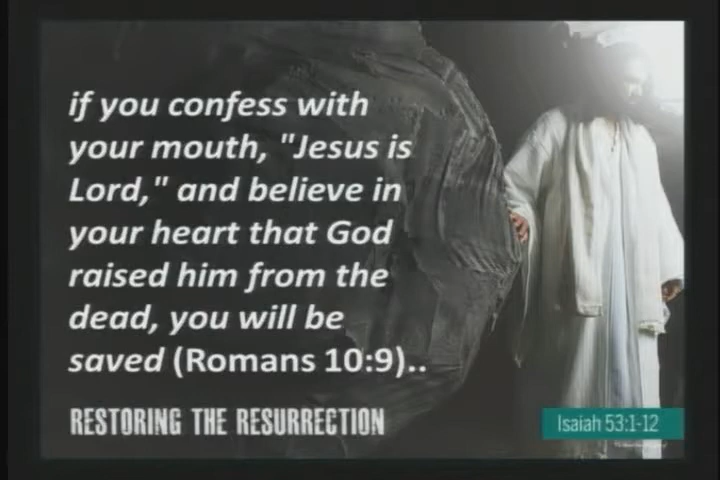 if you confess with
your mouth, "Jesus is
Lord," and believe in
your heart that God
raised him from the
dead, you will be
saved (Romans 10:9)..
RESTORING THE RESURRECTION
Isaiah 53:1-12